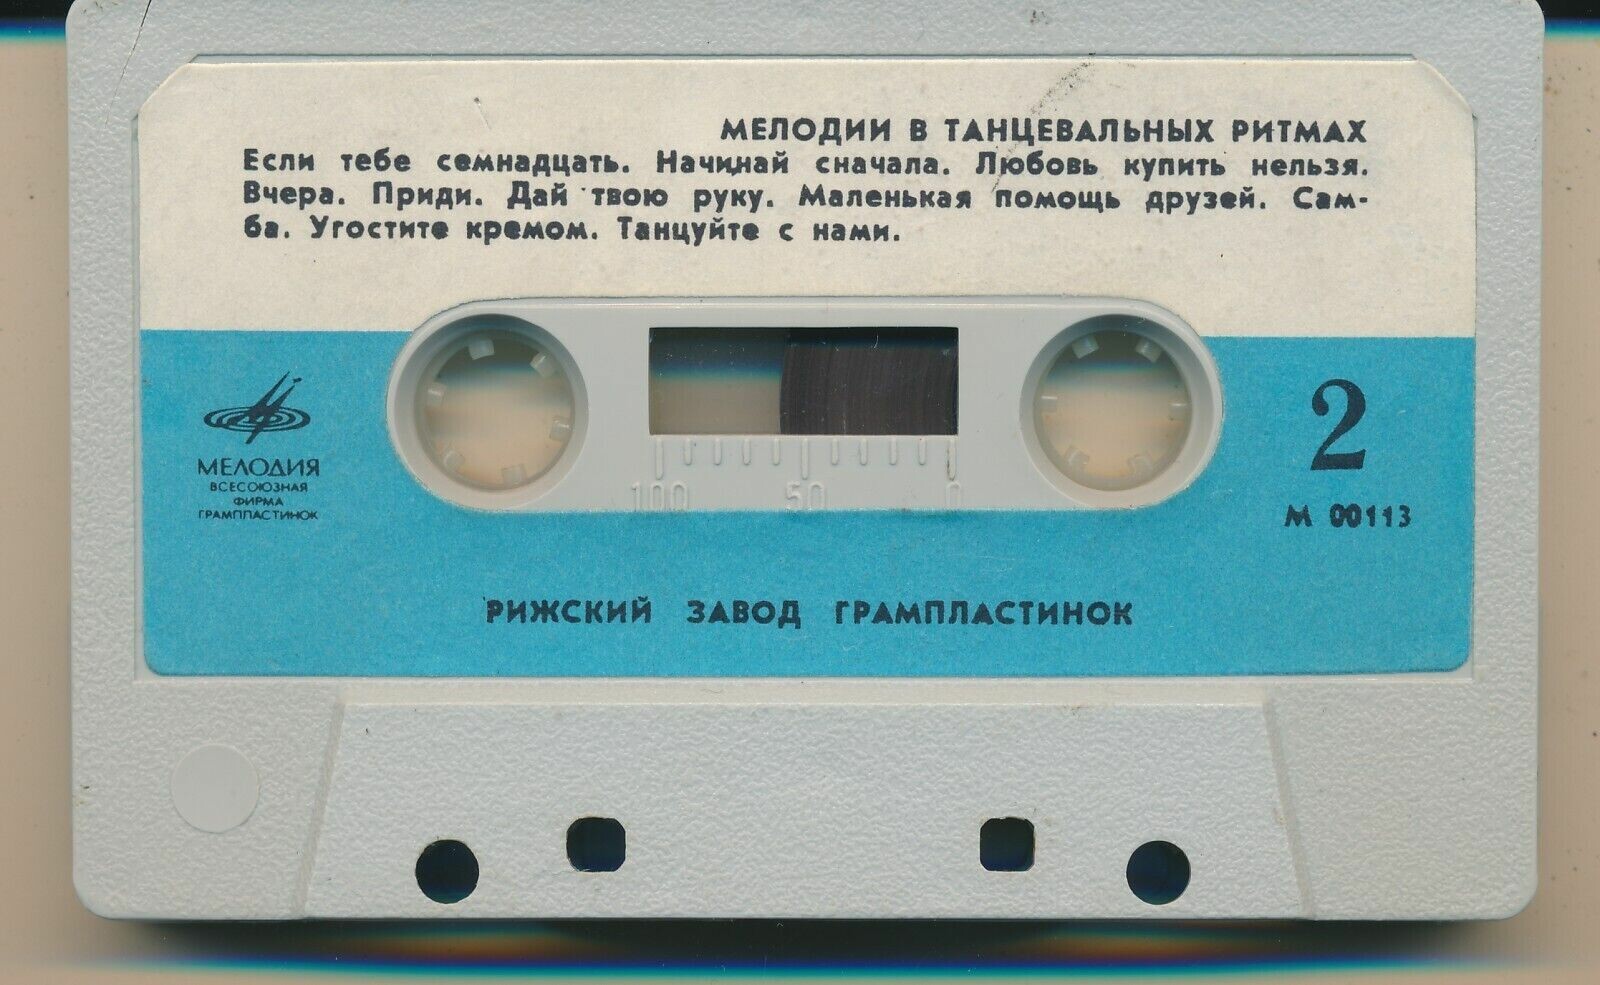 МЕЛОДИИ В ТАНЦЕВАЛЬНЫХ РИТМАХ
Если тебе семнадцать. Начинай сначала. Любовь купить нельзя.
Вчера. Приди. Дай твою руку. Маленькая помощь друзей. Сам-
ба. Угостите кремом. Танцуйте с нами.
МЕЛОДИЯ
ВСЕСОЮЗНАЯ
ФИРМА
ГРАМПЛАСТИНОК
100 50 0
2
М 00113
РИЖСКИЙ ЗАВОД ГРАМПЛАСТИНОК